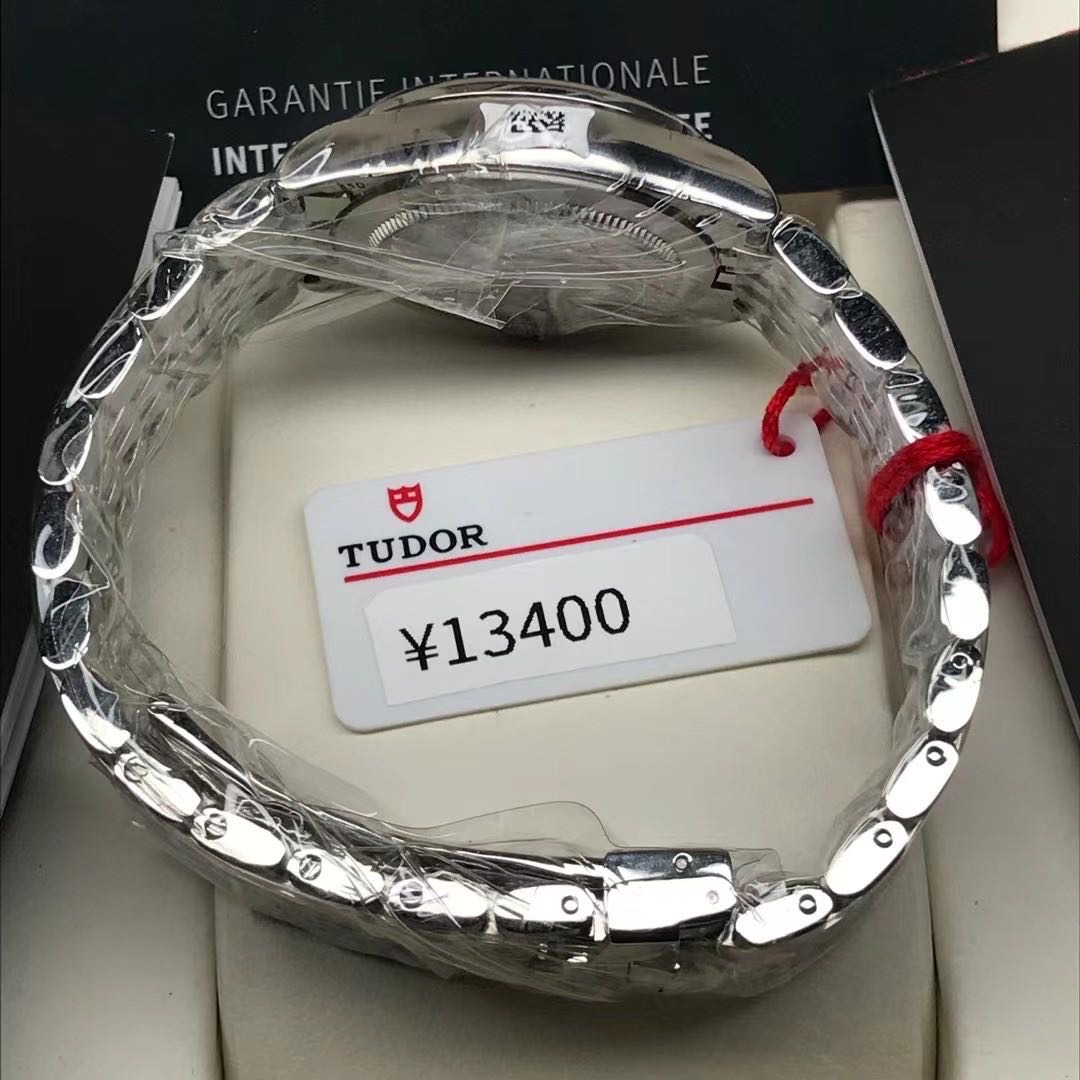 GARANTIE INTERNATIONALE
TUDOR
¥13400